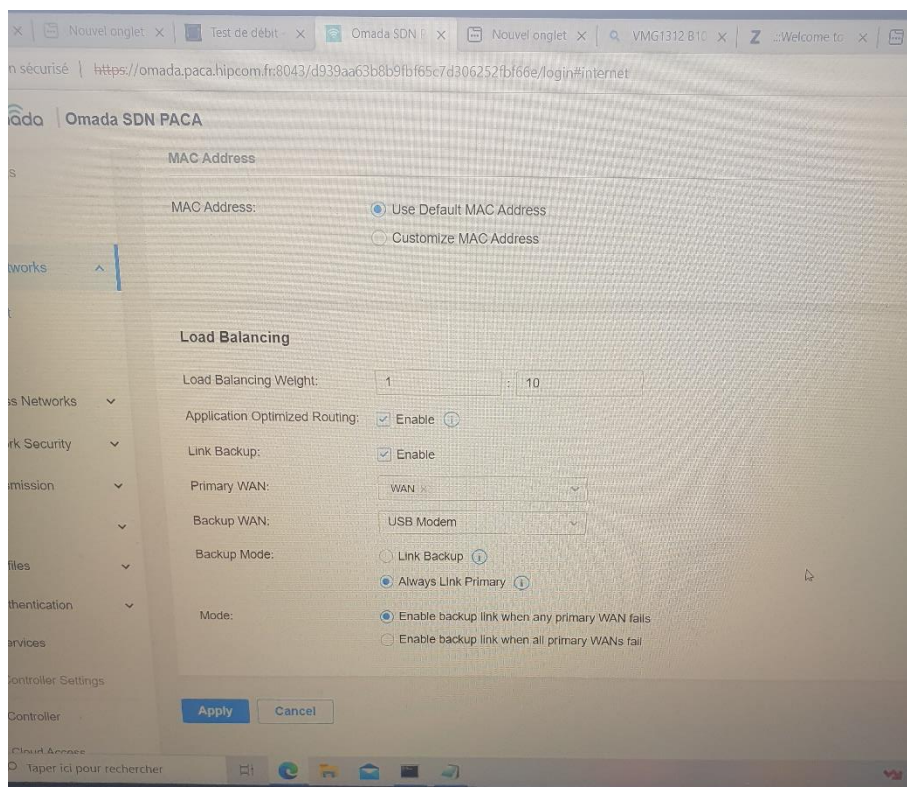 Nouvel onglet Test de débit Omada SDN P Nouvel onglet VMG1312 B10 Z .::Welcome to
n sécurisé | https://omada.paca.hipcom.fr:8043/d939aa63b8b9fbf65c7d306252fbf66e/login#internet
ada Omada SDN PACA
MAC Address
s
MAC Address: Use Default MAC Address
Customize MAC Address
tworks
t
Load Balancing
Load Balancing Weight: 1 : 10
ss Networks
Application Optimized Routing: Enable
rk Security
Link Backup: Enable
mission
Primary WAN: WAN
Backup WAN: USB Modem
Backup Mode: Link Backup
files
Always Link Primary
thentication
Mode: Enable backup link when any primary WAN fails
ervices
Enable backup link when all primary WANs fail
ontroller Settings
Controller
Apply Cancel
Cloud Access
Taper ici pour rechercher